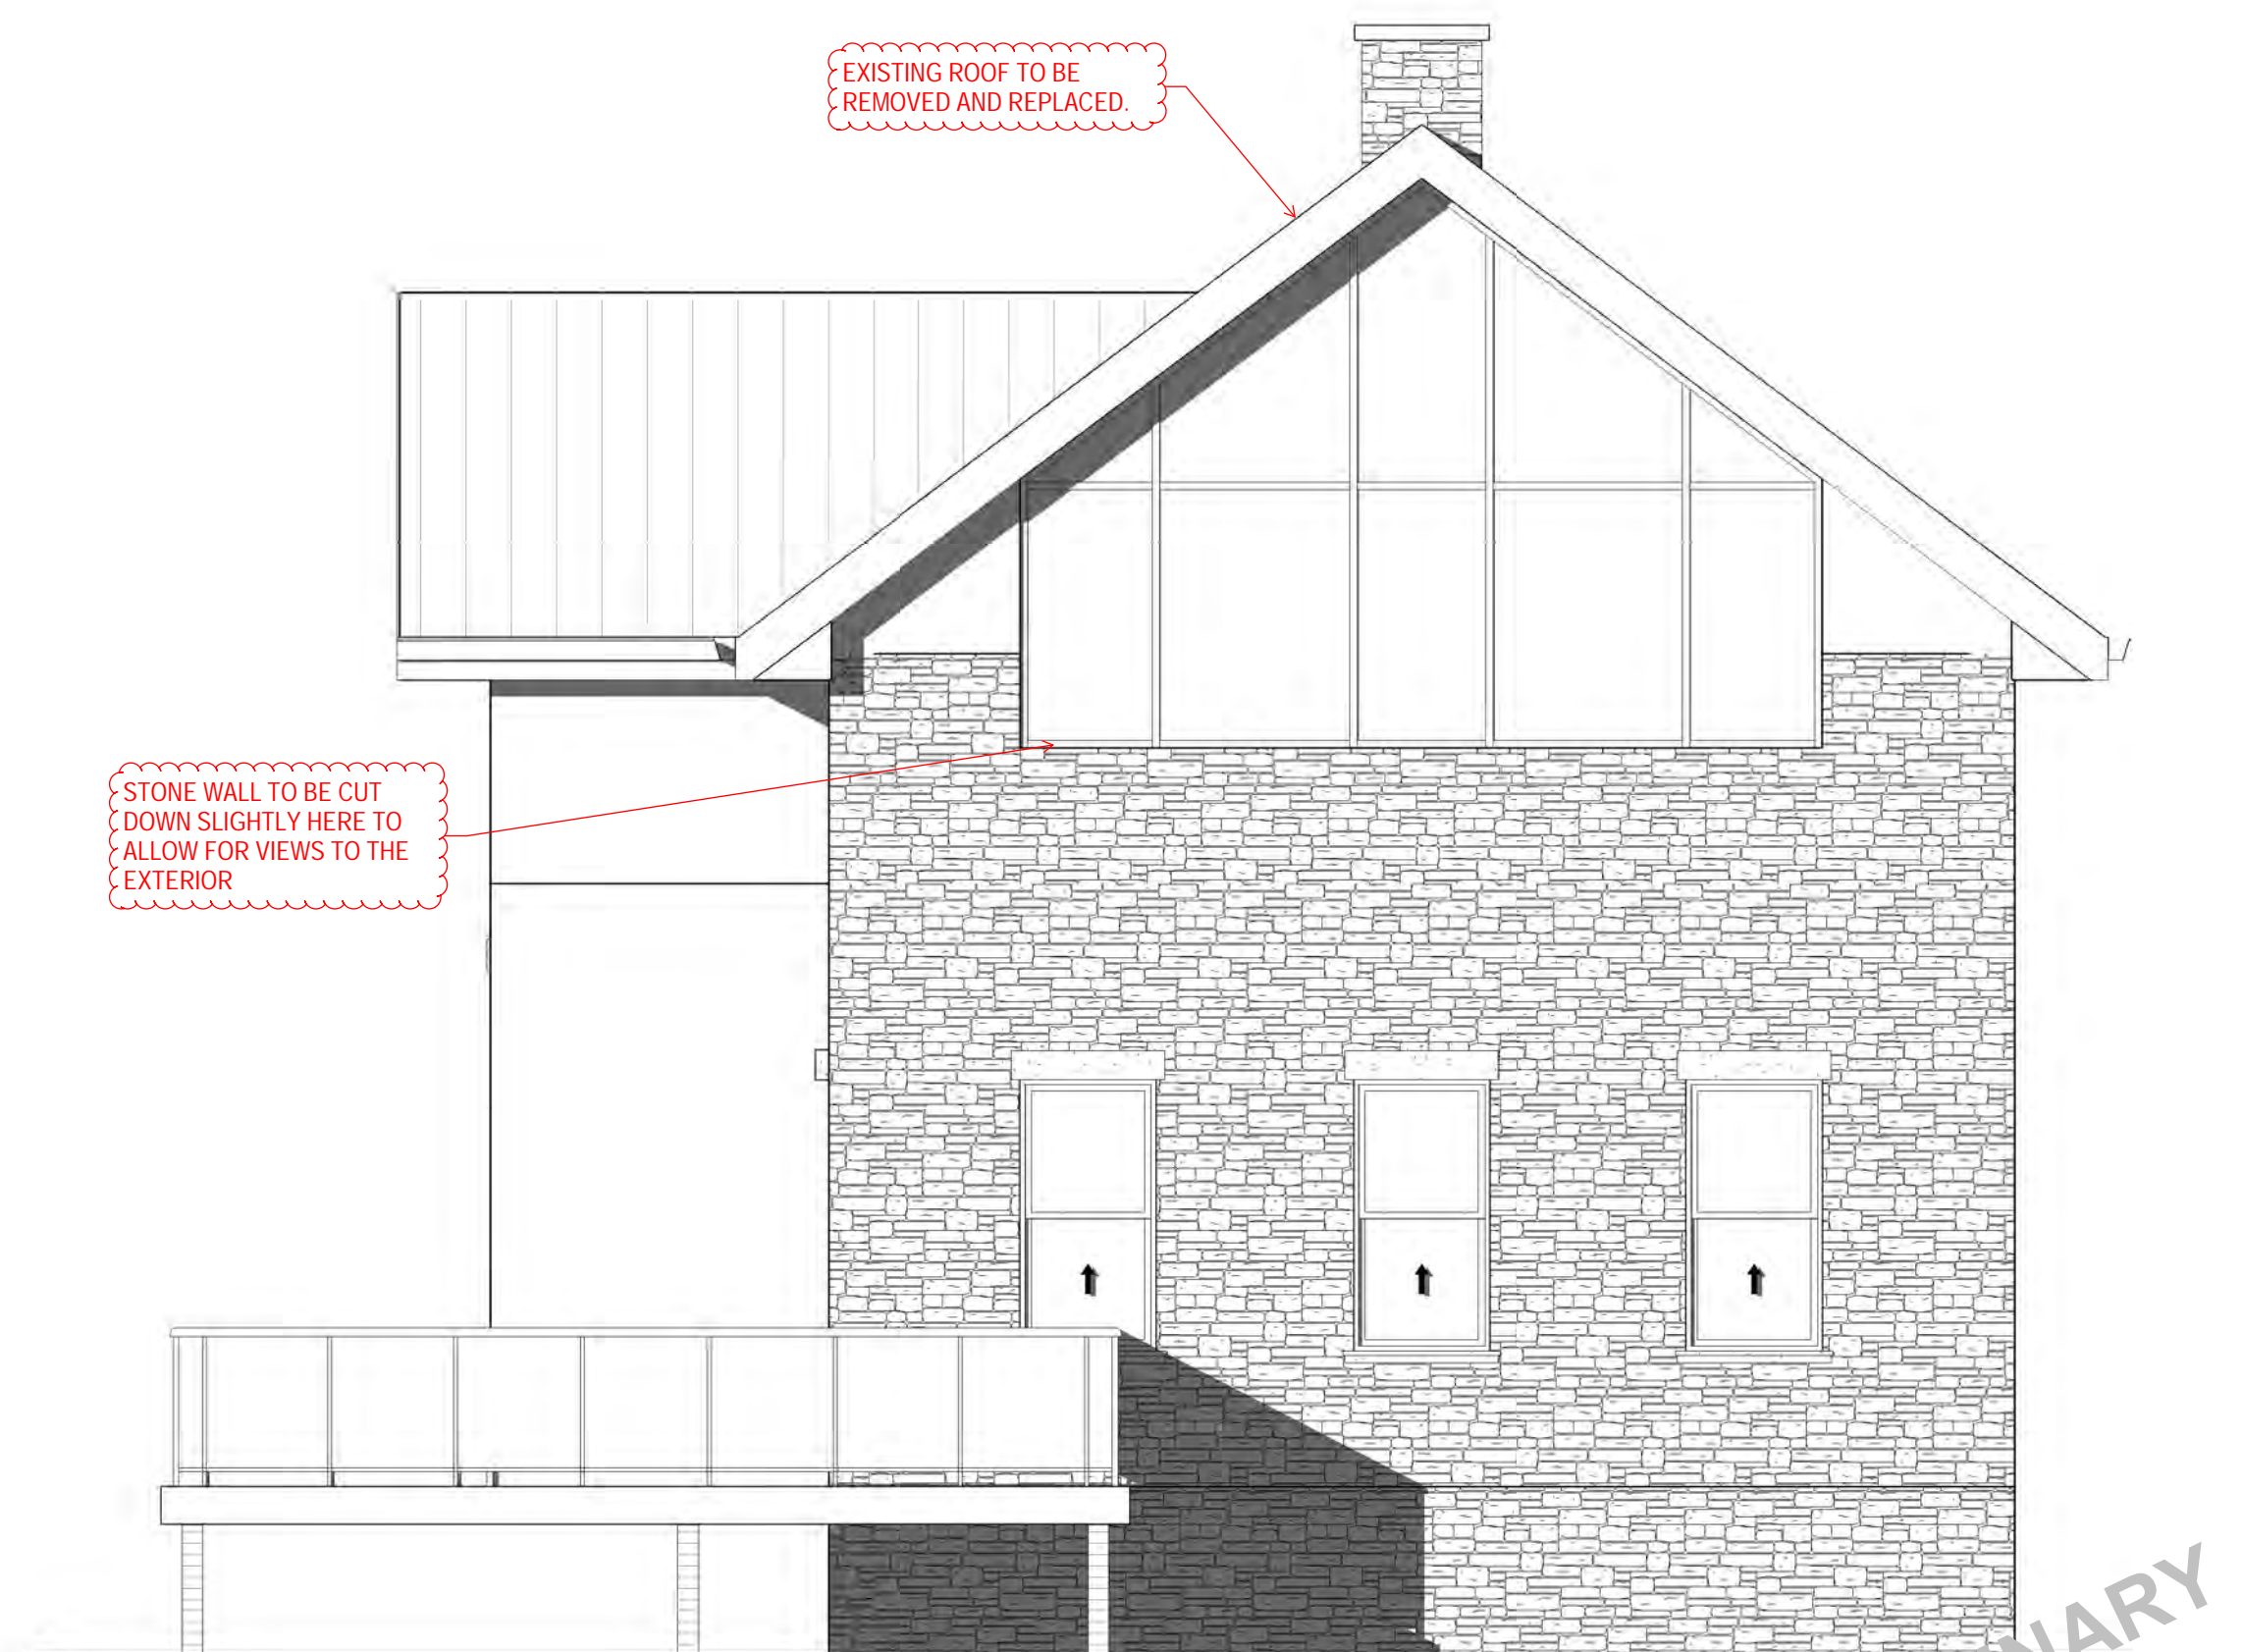 EXISTING ROOF TO BE
REMOVED AND REPLACED.
STONE WALL TO BE CUT
DOWN SLIGHTLY HERE TO
ALLOW FOR VIEWS TO THE
EXTERIOR
NARY